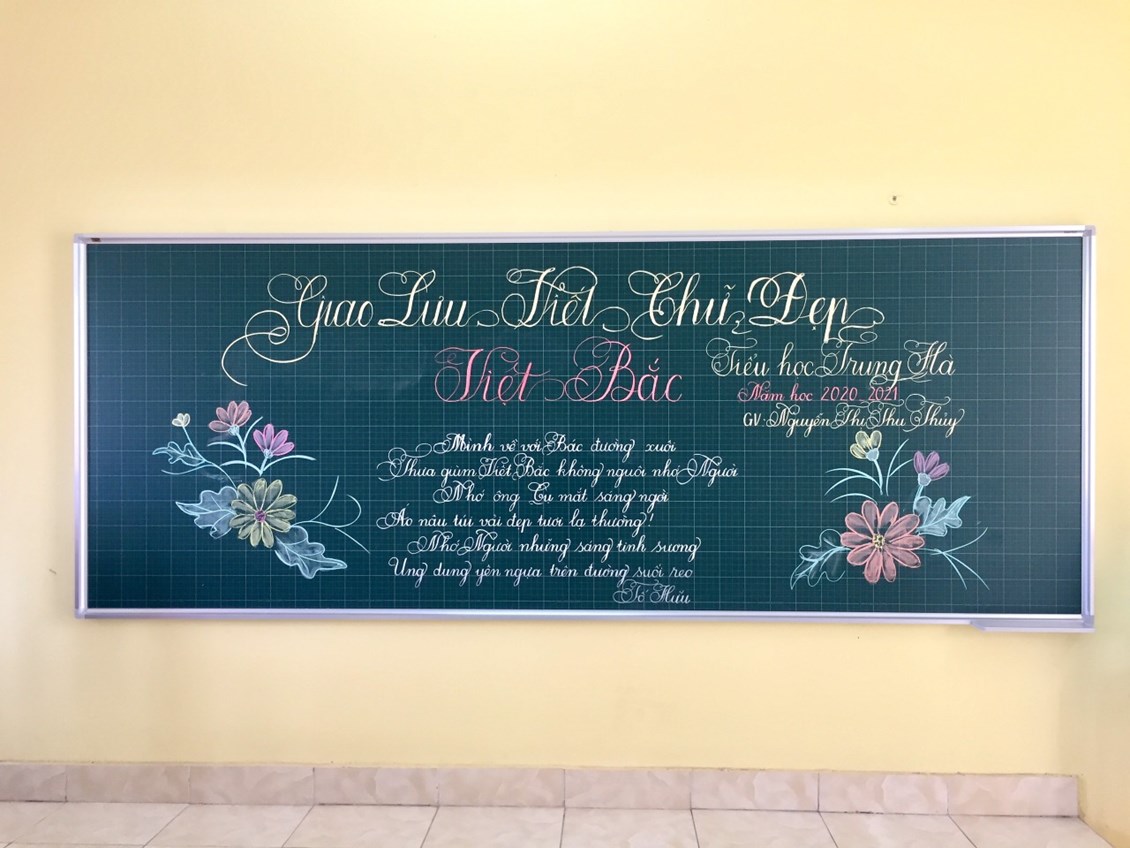 Giao Lưu Viết Chữ Đẹp
Việt Bắc
Tiểu học Trưng Hà
Năm học 2020_2021
GV: Nguyễn Thị Thu Thủy
Mình về với Bác đường xuôi
Thưa giùm Việt Bắc không nguôi nhớ Người
Nhớ ông Cụ mắt sáng ngời
Áo nâu túi vải đẹp tươi lạ thường!
Nhớ Người những sáng tinh sương
Ung dung yên ngựa trên đường suối reo
Tố Hữu